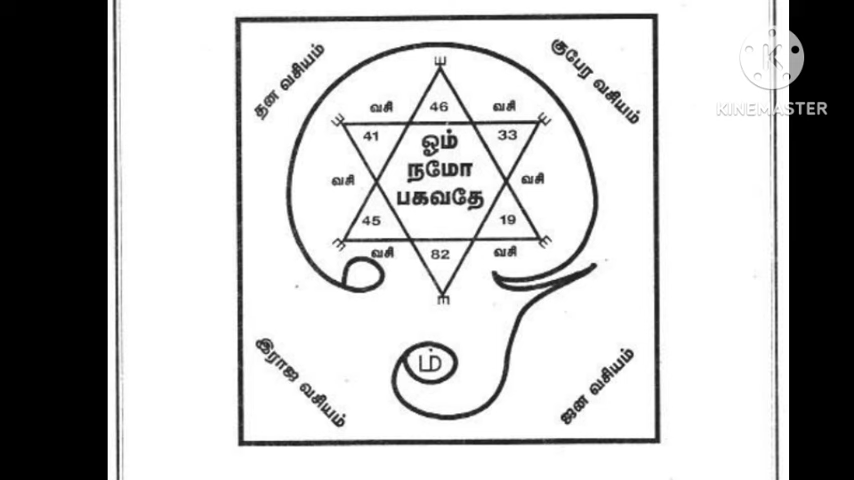 தன வசியம்
குபேர வசியம்
K
KINEMASTER
வசி 46 வசி
41 33
ஓம்
நமோ
பகவதே
வசி வசி
45 19
வசி 82 வசி
ம்
இராஜ வசியம்
ஜன வசியம்